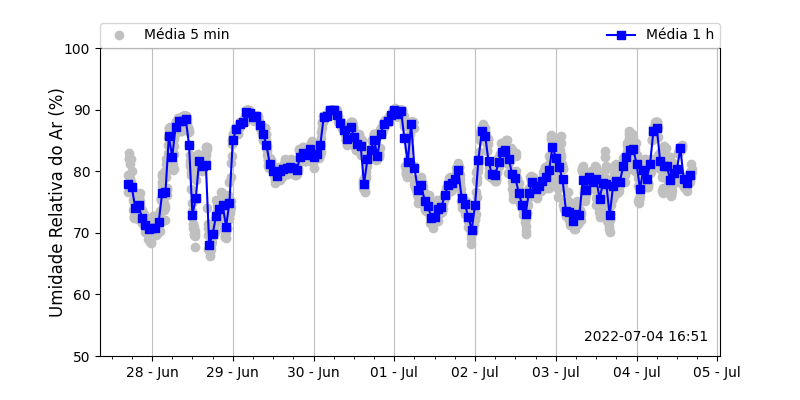 Média 5 min
Média 1 h
Umidade Relativa do Ar (%)
100
90
80
70
60
50
2022-07-04 16:51
28 - Jun
29 - Jun
30 - Jun
01 - Jul
02 - Jul
03 - Jul
04 - Jul
05 - Jul